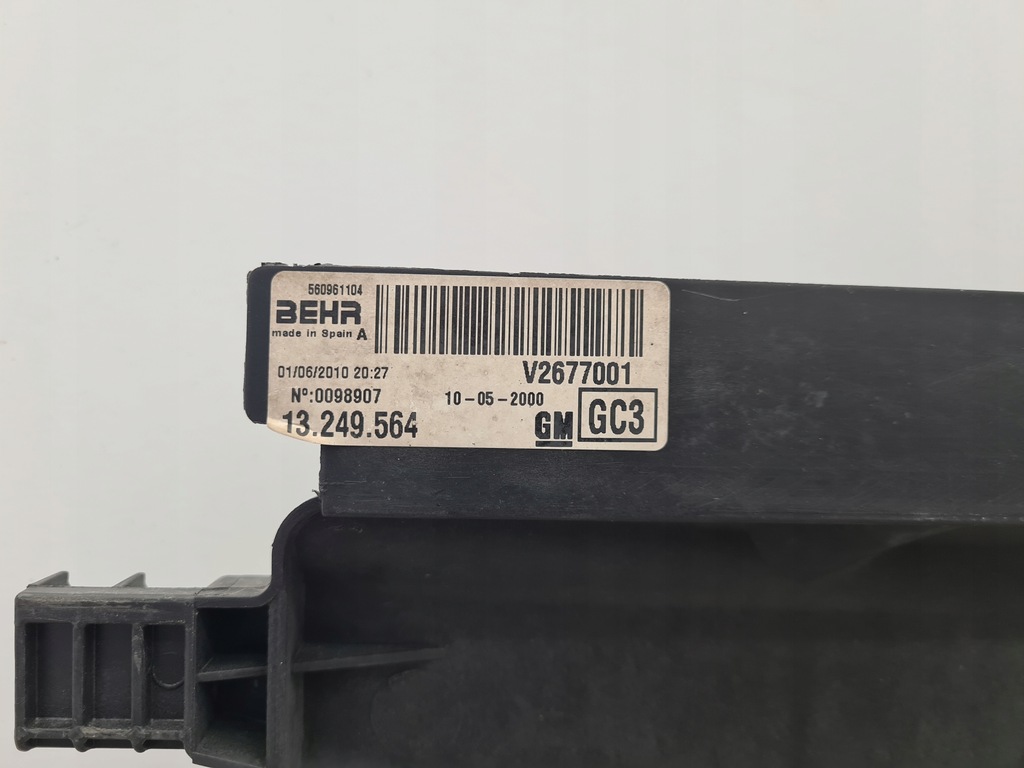 560961104
BEHR
made in Spain A
01/06/2010 20:27
V2677001
Nº:0098907
10-05-2000
13.249.564
GM
GC3